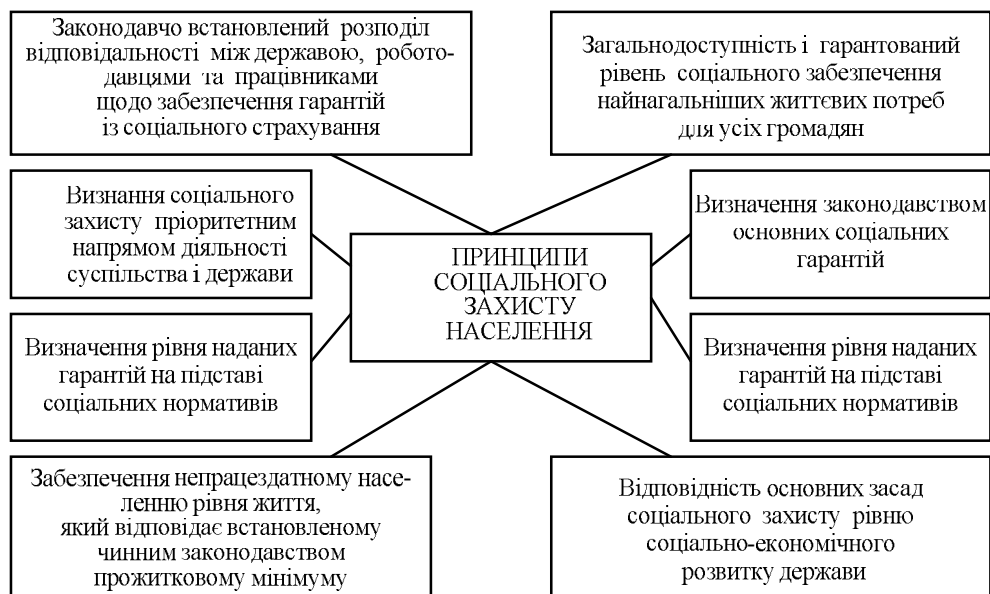 Законодавчо встановлений розподіл
відповідальності між державою, робото-
давцями та працівниками
щодо забезпечення гарантій
із соціального страхування
Загальнодоступність і гарантований
рівень соціального забезпечення
найнагальніших життєвих потреб
для усіх громадян
Визнання соціального
захисту пріоритетним
напрямом діяльності
суспільства і держави
Визначення законодавством
основних соціальних
гарантій
ПРИНЦИПИ
СОЦІАЛЬНОГО
ЗАХИСТУ
НАСЕЛЕННЯ
Визначення рівня наданих
гарантій на підставі
соціальних нормативів
Визначення рівня наданих
гарантій на підставі
соціальних нормативів
Забезпечення непрацездатному насе-
ленню рівня життя,
який відповідає встановленому
чинним законодавством
прожитковому мінімуму
Відповідність основних засад
соціального захисту рівню
соціально-економічного
розвитку держави